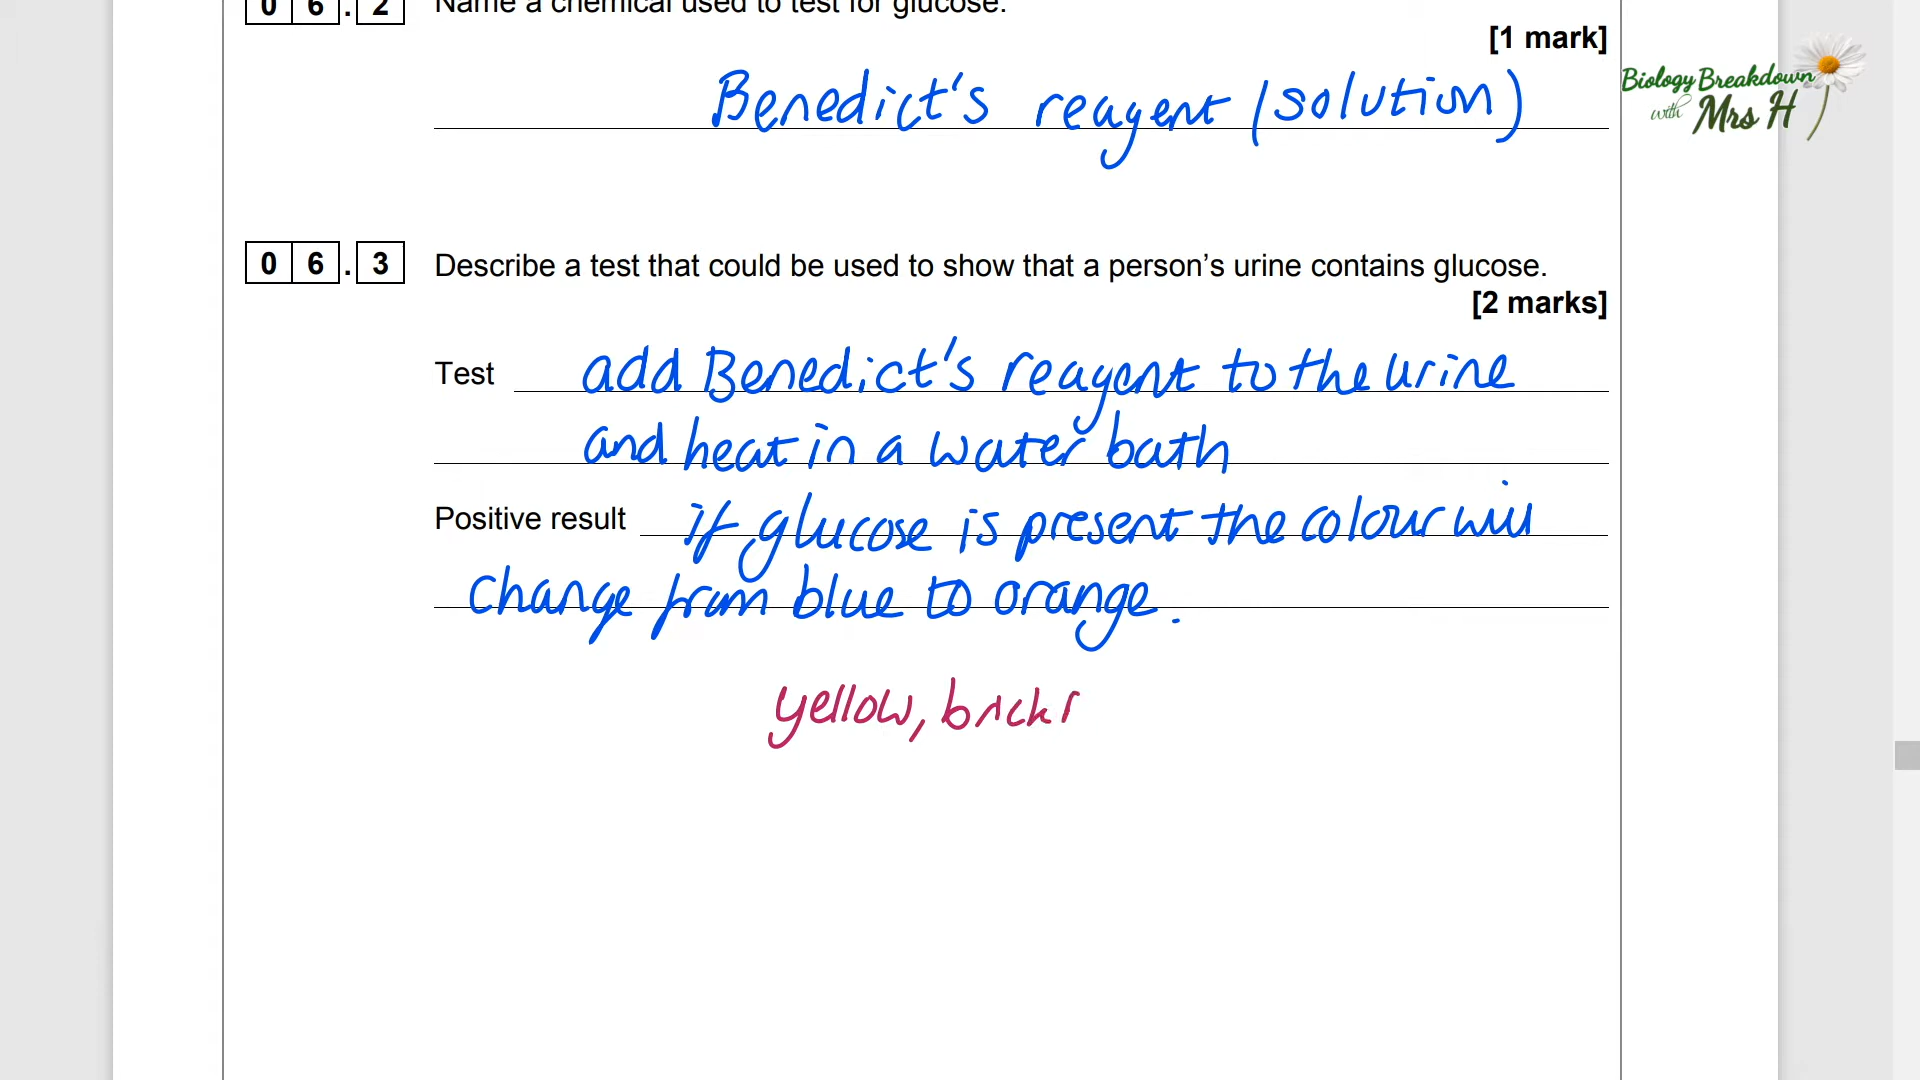 06.2 Name a chemical used to test for glucose.
[1 mark]
Biology Breakdown
with Mrs H
Benedict's reagent (solution)
06.3 Describe a test that could be used to show that a person's urine contains glucose.
[2 marks]
Test add Benedict's reagent to the urine
and heat in a water bath
Positive result if glucose is present the colour will
change from blue to orange.
yellow, brick r